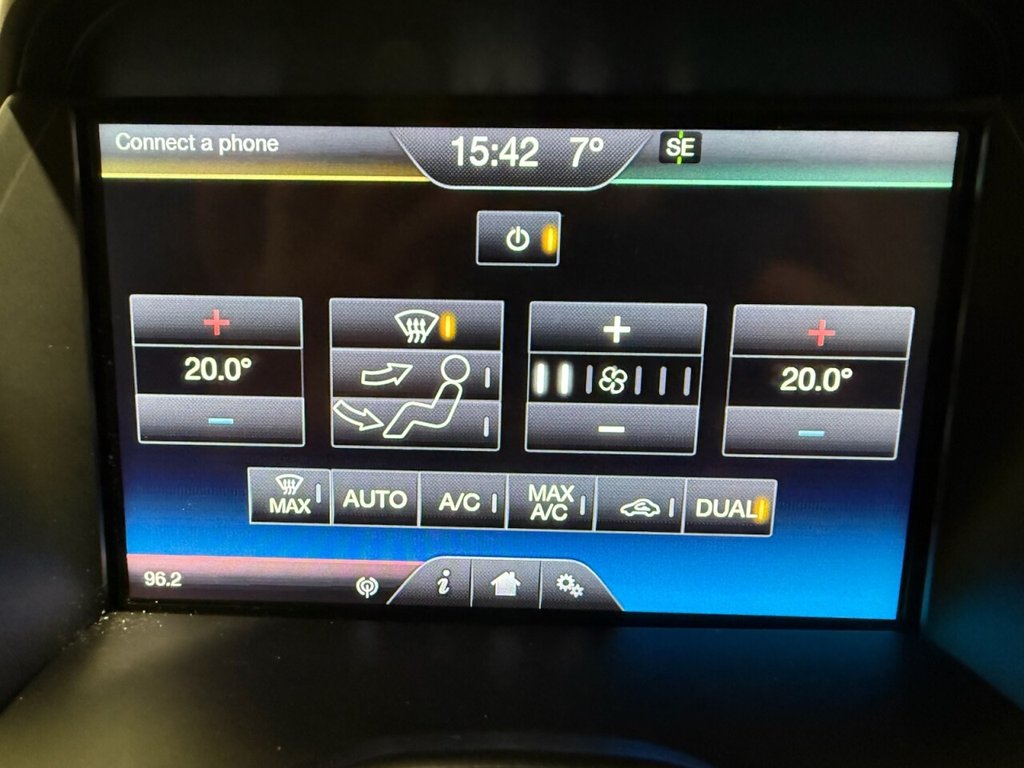 Connect a phone
15:42 7° SE
20.0°
20.0°
MAX
AUTO
A/C
MAX
A/C
DUAL
96.2
i